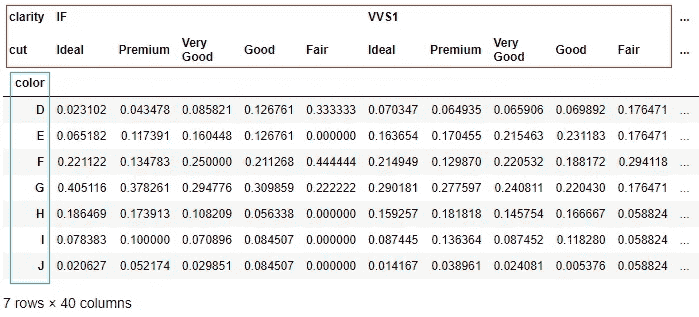 clarity IF VVS1 ...
cut Ideal Premium Very Good Good Fair Ideal Premium Very Good Good Fair ...
color
D 0.023102 0.043478 0.085821 0.126761 0.333333 0.070347 0.064935 0.065906 0.069892 0.176471 ...
E 0.065182 0.117391 0.160448 0.126761 0.000000 0.163654 0.170455 0.215463 0.231183 0.176471 ...
F 0.221122 0.134783 0.250000 0.211268 0.444444 0.214949 0.129870 0.220532 0.188172 0.294118 ...
G 0.405116 0.378261 0.294776 0.309859 0.222222 0.290181 0.277597 0.240811 0.220430 0.176471 ...
H 0.186469 0.173913 0.108209 0.056338 0.000000 0.159257 0.181818 0.145754 0.166667 0.058824 ...
I 0.078383 0.100000 0.070896 0.084507 0.000000 0.087445 0.136364 0.087452 0.118280 0.058824 ...
J 0.020627 0.052174 0.029851 0.084507 0.000000 0.014167 0.038961 0.024081 0.005376 0.058824 ...
7 rows × 40 columns